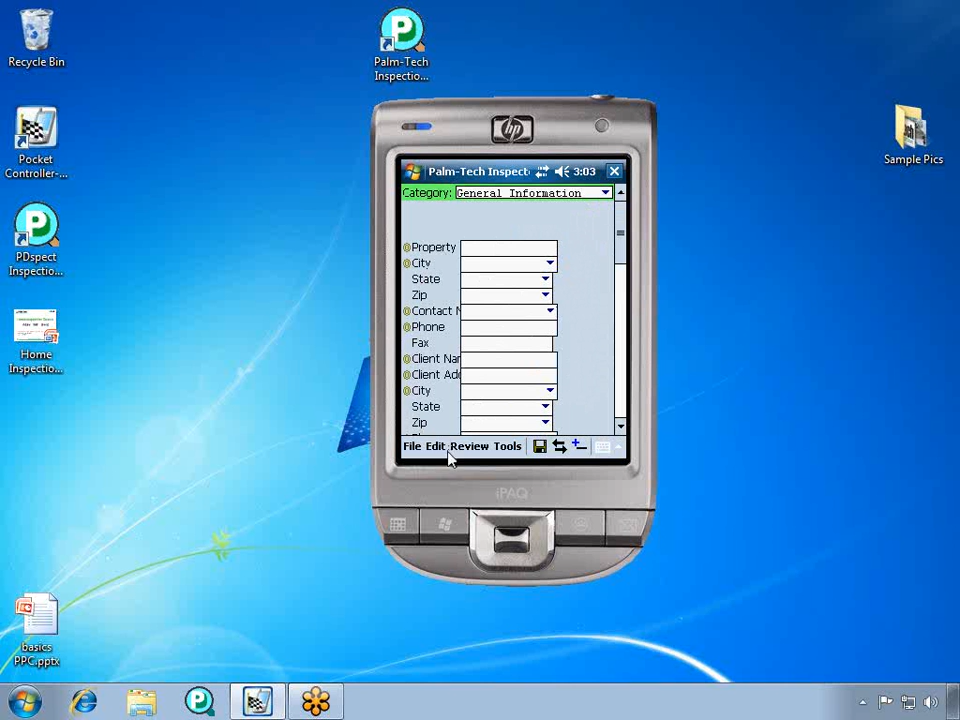 Recycle Bin
Palm-Tech
Inspectio...
Pocket
Controller-...
Sample Pics
PDspect
Inspectio...
Home
Inspectio...
basics
PPC.pptx
hp
Palm-Tech Inspect 3:03
Category: General Information
Property
City
State
Zip
Contact N
Phone
Fax
Client Nar
Client Add
City
State
Zip
File Edit Review Tools
iPAQ